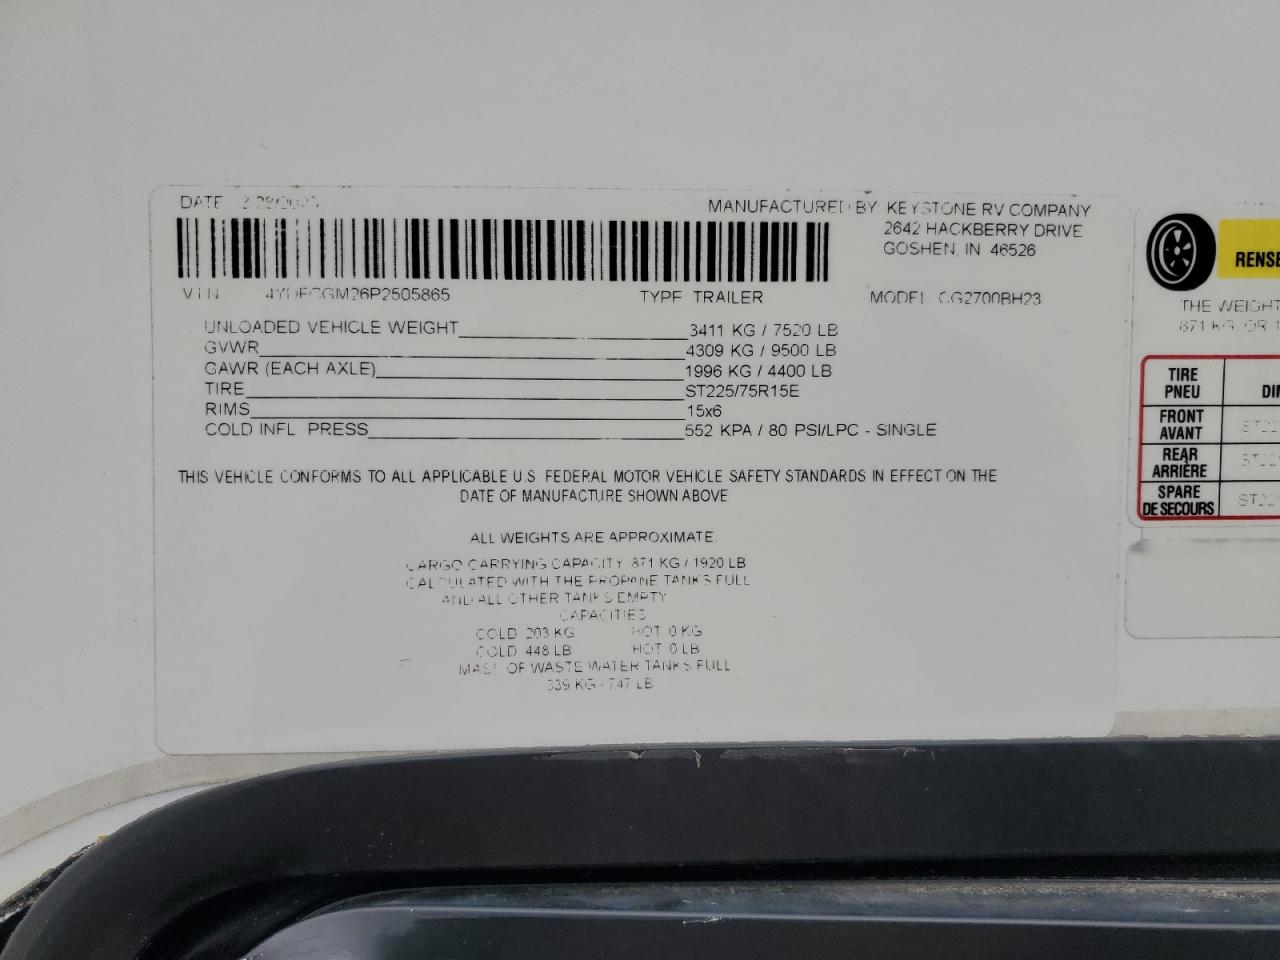 DATE
MANUFACTURED BY: KEYSTONE RV COMPANY
2642 HACKBERRY DRIVE
GOSHEN, IN 46526
VIN
TYPE TRAILER
MODEL CG2700BH23
UNLOADED VEHICLE WEIGHT 3411 KG / 7520 LB
GVWR 4309 KG / 9500 LB
GAWR (EACH AXLE) 1996 KG / 4400 LB
TIRE ST225/75R15E
RIMS 15x6
COLD INFL PRESS 552 KPA / 80 PSI/LPC - SINGLE
THIS VEHICLE CONFORMS TO ALL APPLICABLE U.S FEDERAL MOTOR VEHICLE SAFETY STANDARDS IN EFFECT ON THE
DATE OF MANUFACTURE SHOWN ABOVE
ALL WEIGHTS ARE APPROXIMATE.
CARGO CARRYING CAPACITY 871 KG / 1920 LB
CALCULATED WITH THE PROPANE TANKS FULL
AND ALL OTHER TANKS EMPTY
CAPACITIES
COLD 203 KG HOT 0 KG
COLD 448 LB HOT 0 LB
MASS OF WASTE WATER TANKS FULL
339 KG - 747 LB
RENSE
THE WEIGHT
871 KG OR 1
TIRE
PNEU
DI
FRONT
AVANT
REAR
ARRIÈRE
SPARE
DE SECOURS